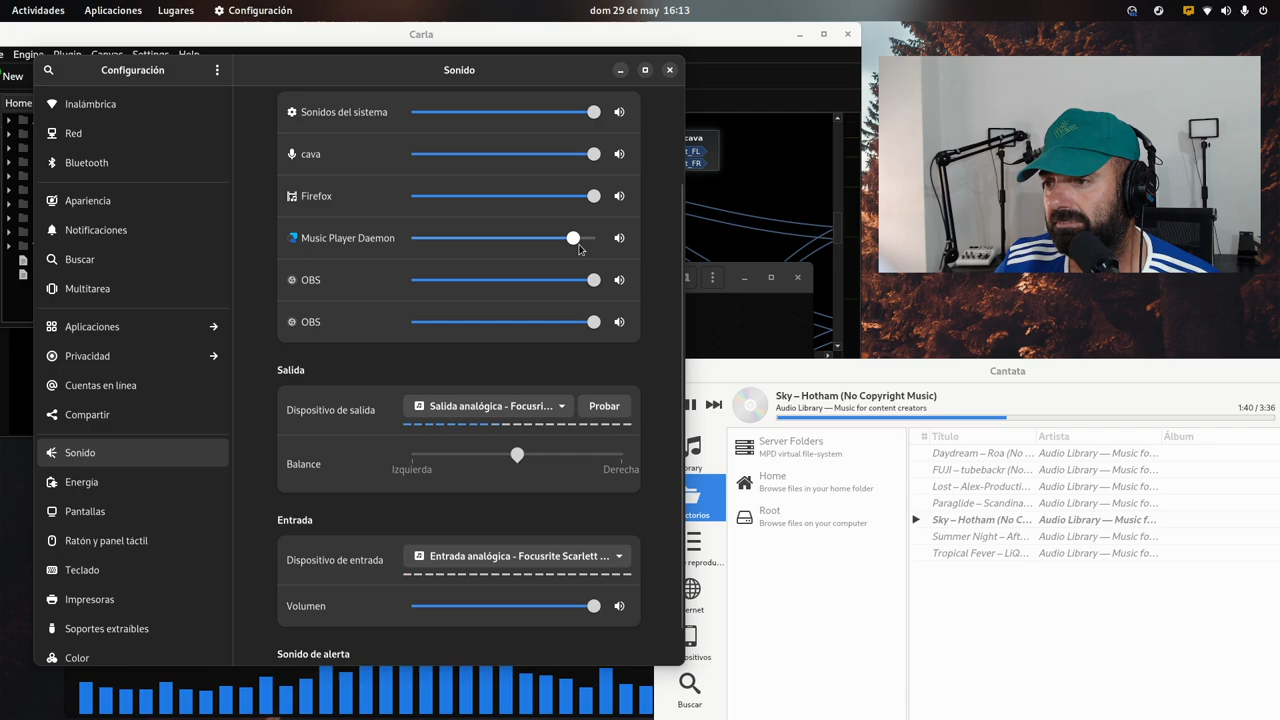 Actividades
Aplicaciones
Lugares
Configuración
dom 29 de may 16:13
Carla
Engine
Plugin
Canvas
Settings
Help
New
Home
Configuración
Sonido
Inalámbrica
Red
Bluetooth
Apariencia
Notificaciones
Buscar
Multitarea
Aplicaciones
Privacidad
Cuentas en línea
Compartir
Sonido
Energía
Pantallas
Ratón y panel táctil
Teclado
Impresoras
Soportes extraíbles
Color
Sonidos del sistema
cava
Firefox
Music Player Daemon
OBS
OBS
Salida
Dispositivo de salida
Salida analógica - Focusri...
Probar
Balance
Izquierda
Derecha
Entrada
Dispositivo de entrada
Entrada analógica - Focusrite Scarlett ...
Volumen
Sonido de alerta
cava
t_FL
t_FR
Cantata
Sky – Hotham (No Copyright Music)
Audio Library — Music for content creators
1:40 / 3:36
Server Folders
MPD virtual file-system
Home
Browse files in your home folder
Root
Browse files on your computer
ctorios
Buscar
# Título Artista Álbum
Daydream – Roa (No ... Audio Library — Music fo...
FUJI – tubebackr (No... Audio Library — Music fo...
Lost – Alex-Producti... Audio Library — Music fo...
Paraglide – Scandina... Audio Library — Music fo...
Sky – Hotham (No C... Audio Library — Music f...
Summer Night – Aft... Audio Library — Music fo...
Tropical Fever – LiQ... Audio Library — Music fo...